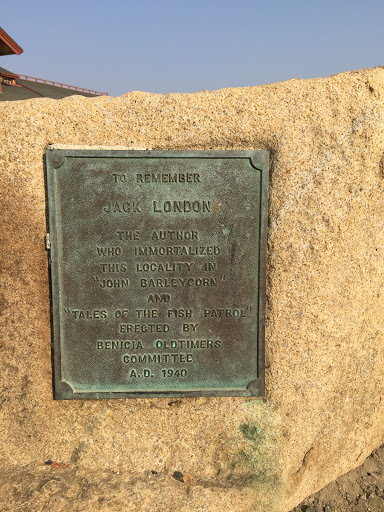 TO REMEMBER
JACK LONDON
THE AUTHOR
WHO IMMORTALIZED
THIS LOCALITY IN
"JOHN BARLEYCORN"
AND
"TALES OF THE FISH PATROL"
ERECTED BY
BENICIA OLDTIMERS
COMMITTEE
A.D. 1940